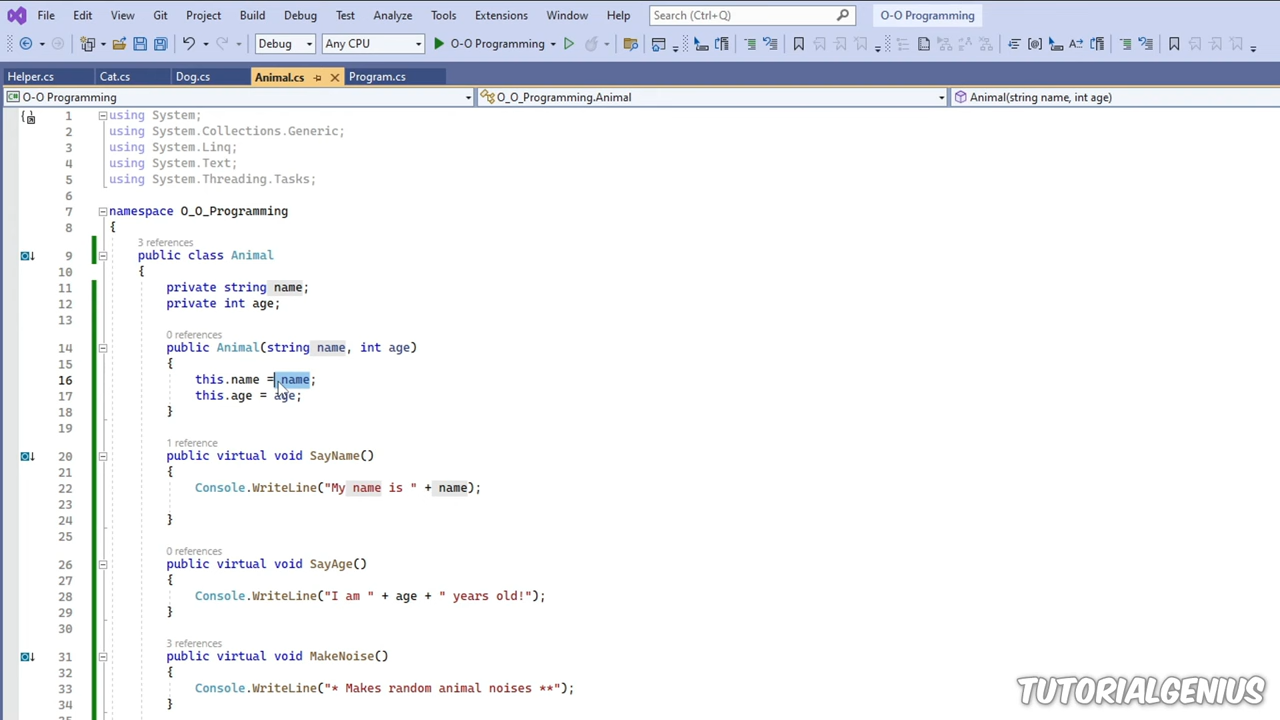 File Edit View Git Project Build Debug Test Analyze Tools Extensions Window Help Search (Ctrl+Q) O-O Programming
Debug Any CPU O-O Programming
Helper.cs Cat.cs Dog.cs Animal.cs Program.cs
O-O Programming O_O_Programming.Animal Animal(string name, int age)
1 using System;
2 using System.Collections.Generic;
3 using System.Linq;
4 using System.Text;
5 using System.Threading.Tasks;
6
7 namespace O_O_Programming
8 {
3 references
9 public class Animal
10 {
11 private string name;
12 private int age;
13
0 references
14 public Animal(string name, int age)
15 {
16 this.name = name;
17 this.age = age;
18 }
19
1 reference
20 public virtual void SayName()
21 {
22 Console.WriteLine("My name is " + name);
23
24 }
25
0 references
26 public virtual void SayAge()
27 {
28 Console.WriteLine("I am " + age + " years old!");
29 }
30
3 references
31 public virtual void MakeNoise()
32 {
33 Console.WriteLine("* Makes random animal noises **");
34 }
TUTORIALGENIUS